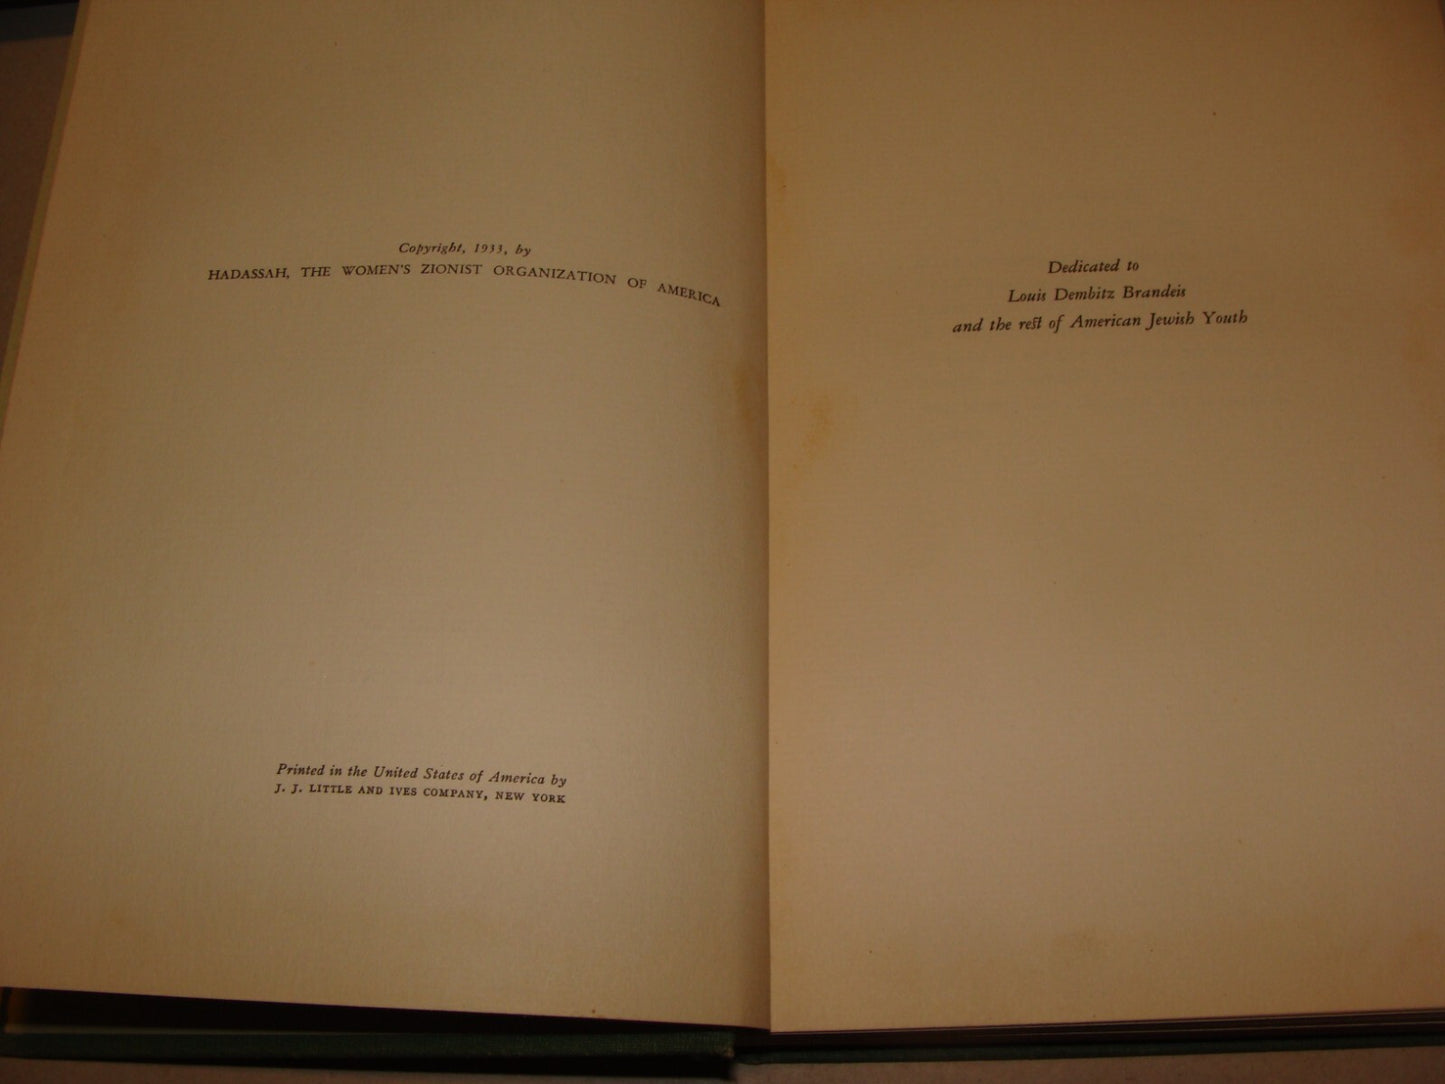 Copyright, 1933, by
HADASSAH, THE WOMEN'S ZIONIST ORGANIZATION OF AMERICA
Printed in the United States of America by
J. J. LITTLE AND IVES COMPANY, NEW YORK
Dedicated to
Louis Dembitz Brandeis
and the rest of American Jewish Youth